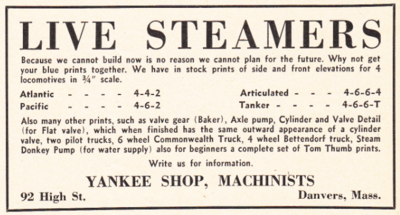 LIVE STEAMERS
Because we cannot build now is no reason we cannot plan for the future. Why not get
your blue prints together. We have in stock prints of side and front elevations for 4
locomotives in ¾" scale.
Atlantic - - - - 4-4-2 Articulated - - - - 4-6-6-4
Pacific - - - - 4-6-2 Tanker - - - - 4-6-6-T
Also many other prints, such as valve gear (Baker), Axle pump, Cylinder and Valve Detail
(for Flat valve), which when finished has the same outward appearance of a cylinder
valve, two pilot trucks, 6 wheel Commonwealth Truck, 4 wheel Bettendorf truck, Steam
Donkey Pump (for water supply) also for beginners a complete set of Tom Thumb prints.
Write us for information.
YANKEE SHOP, MACHINISTS
92 High St. Danvers, Mass.